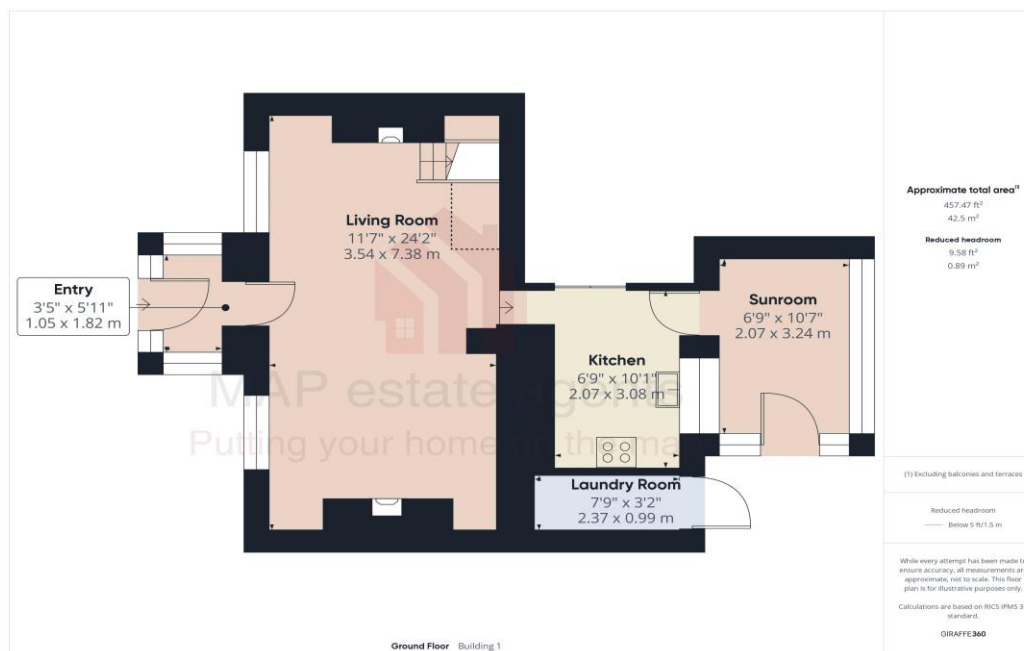 Living Room
11'7" x 24'2"
3.54 x 7.38 m
Entry
3'5" x 5'11"
1.05 x 1.82 m
Sunroom
6'9" x 10'7"
2.07 x 3.24 m
Kitchen
6'9" x 10'1"
2.07 x 3.08 m
Laundry Room
7'9" x 3'2"
2.37 x 0.99 m
MAP estate agents
Putting your home on the map
Ground Floor Building 1
Approximate total area(1)
457.47 ft²
42.5 m²
Reduced headroom
9.58 ft²
0.89 m²
(1) Excluding balconies and terraces
Reduced headroom
Below 5 ft/1.5 m
While every attempt has been made to
ensure accuracy, all measurements are
approximate, not to scale. This floor
plan is for illustrative purposes only.
Calculations are based on RICS IPMS 3C
standard.
GIRAFFE360